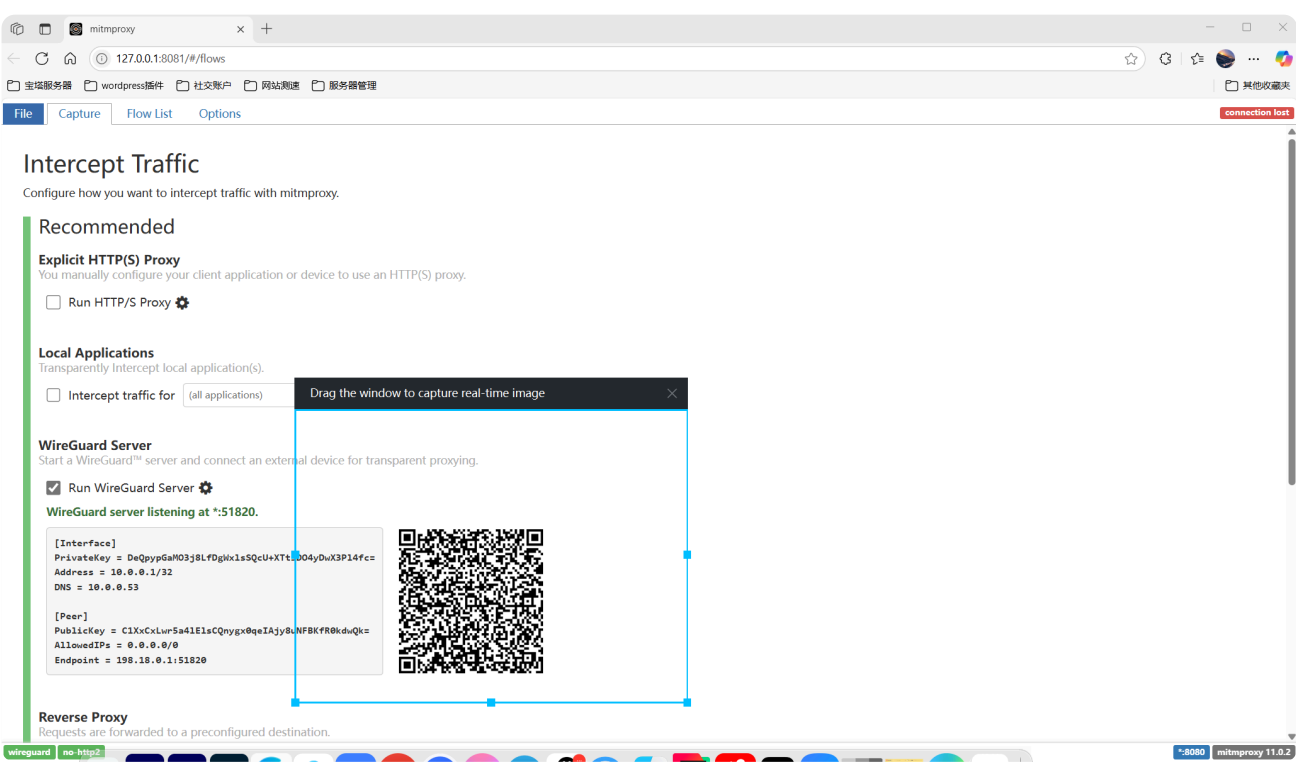 mitmproxy
127.0.0.1:8081/#/flows
宝塔服务器 wordpress插件 社交账户 网站测速 服务器管理 其他收藏夹
File Capture Flow List Options connection lost
Intercept Traffic
Configure how you want to intercept traffic with mitmproxy.
Recommended
Explicit HTTP(S) Proxy
You manually configure your client application or device to use an HTTP(S) proxy.
Run HTTP/S Proxy
Local Applications
Transparently Intercept local application(s).
Intercept traffic for (all applications)
Drag the window to capture real-time image
WireGuard Server
Start a WireGuard™ server and connect an external device for transparent proxying.
Run WireGuard Server
WireGuard server listening at *:51820.
[Interface]
PrivateKey =
Address = 10.0.0.1/32
DNS = 10.0.0.53
[Peer]
PublicKey =
AllowedIPs = 0.0.0.0/0
Endpoint = 198.18.0.1:51820
Reverse Proxy
Requests are forwarded to a preconfigured destination.
wireguard no-http2 *:8080 mitmproxy 11.0.2